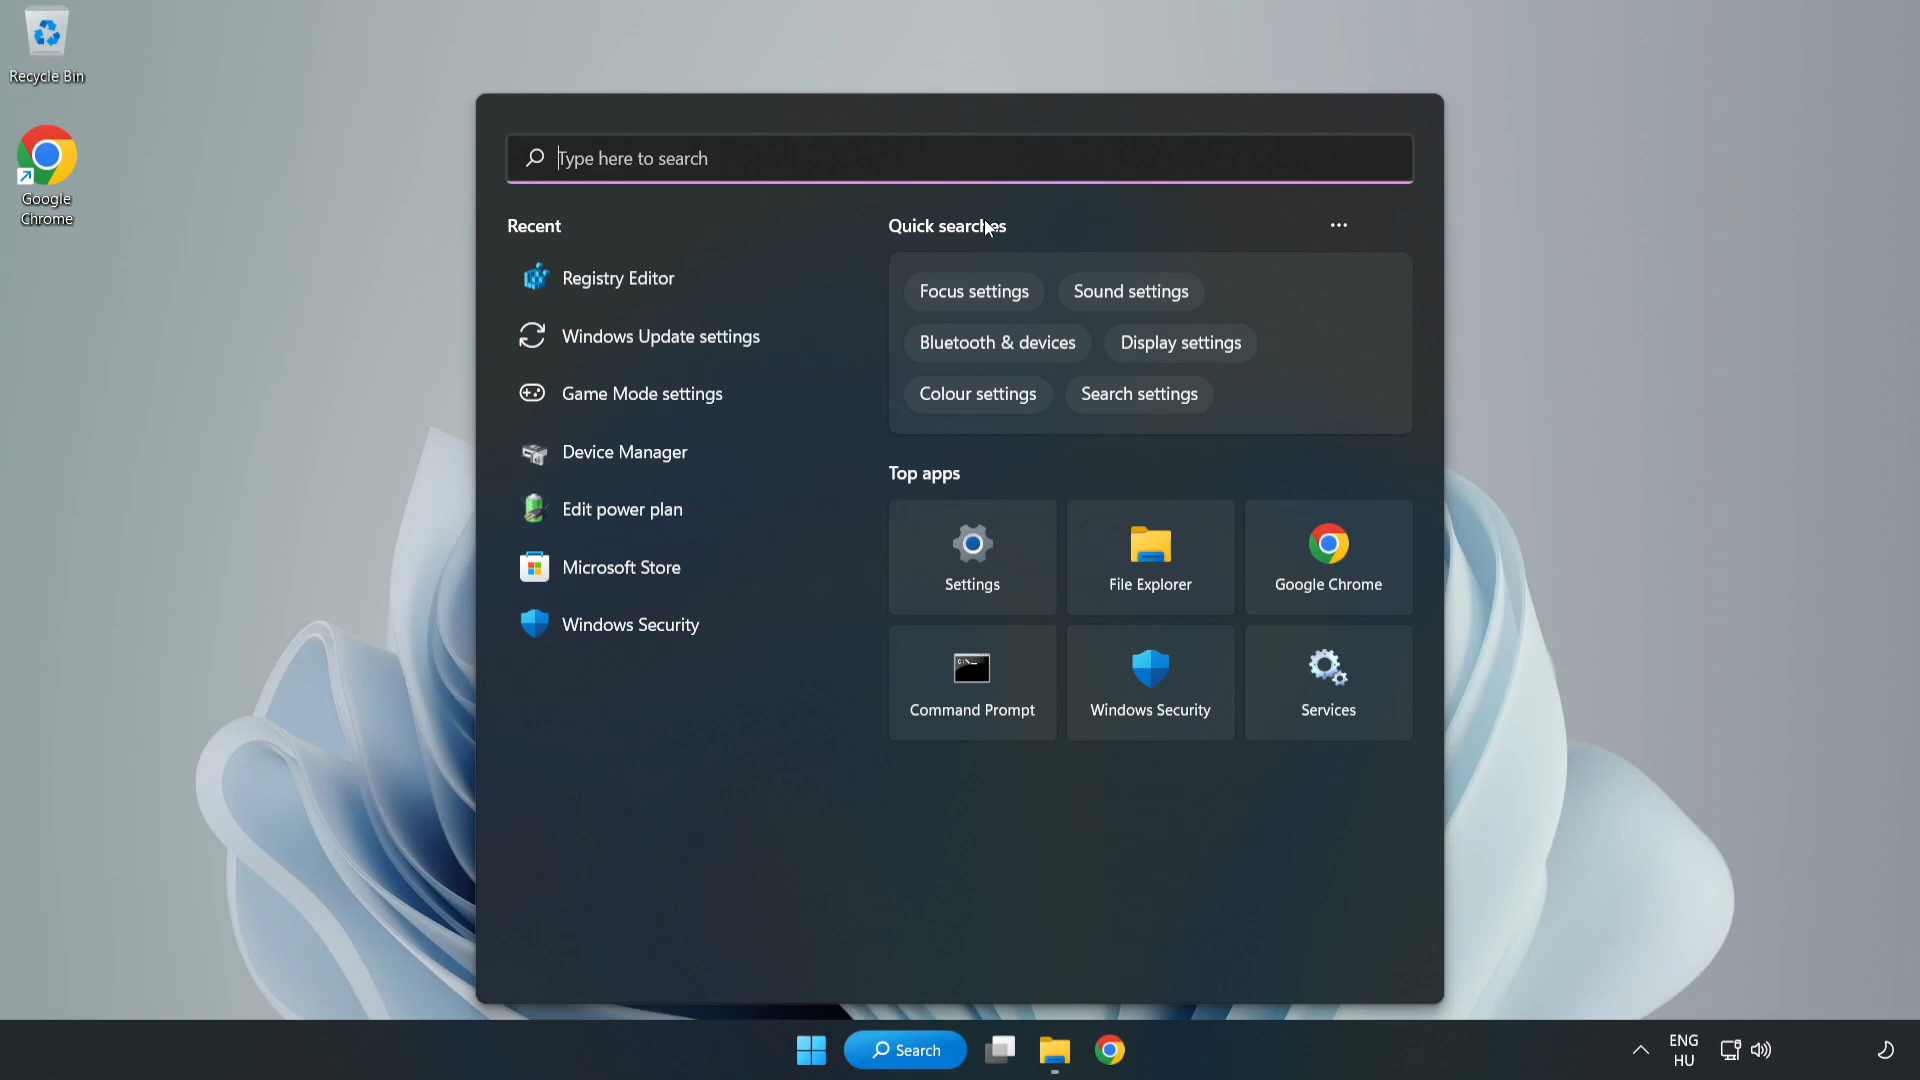 Recycle Bin
Google
Chrome
Type here to search
Recent
Registry Editor
Windows Update settings
Game Mode settings
Device Manager
Edit power plan
Microsoft Store
Windows Security
Quick searches
Focus settings
Sound settings
Bluetooth & devices
Display settings
Colour settings
Search settings
Top apps
Settings
File Explorer
Google Chrome
Command Prompt
Windows Security
Services
Search
ENG
HU